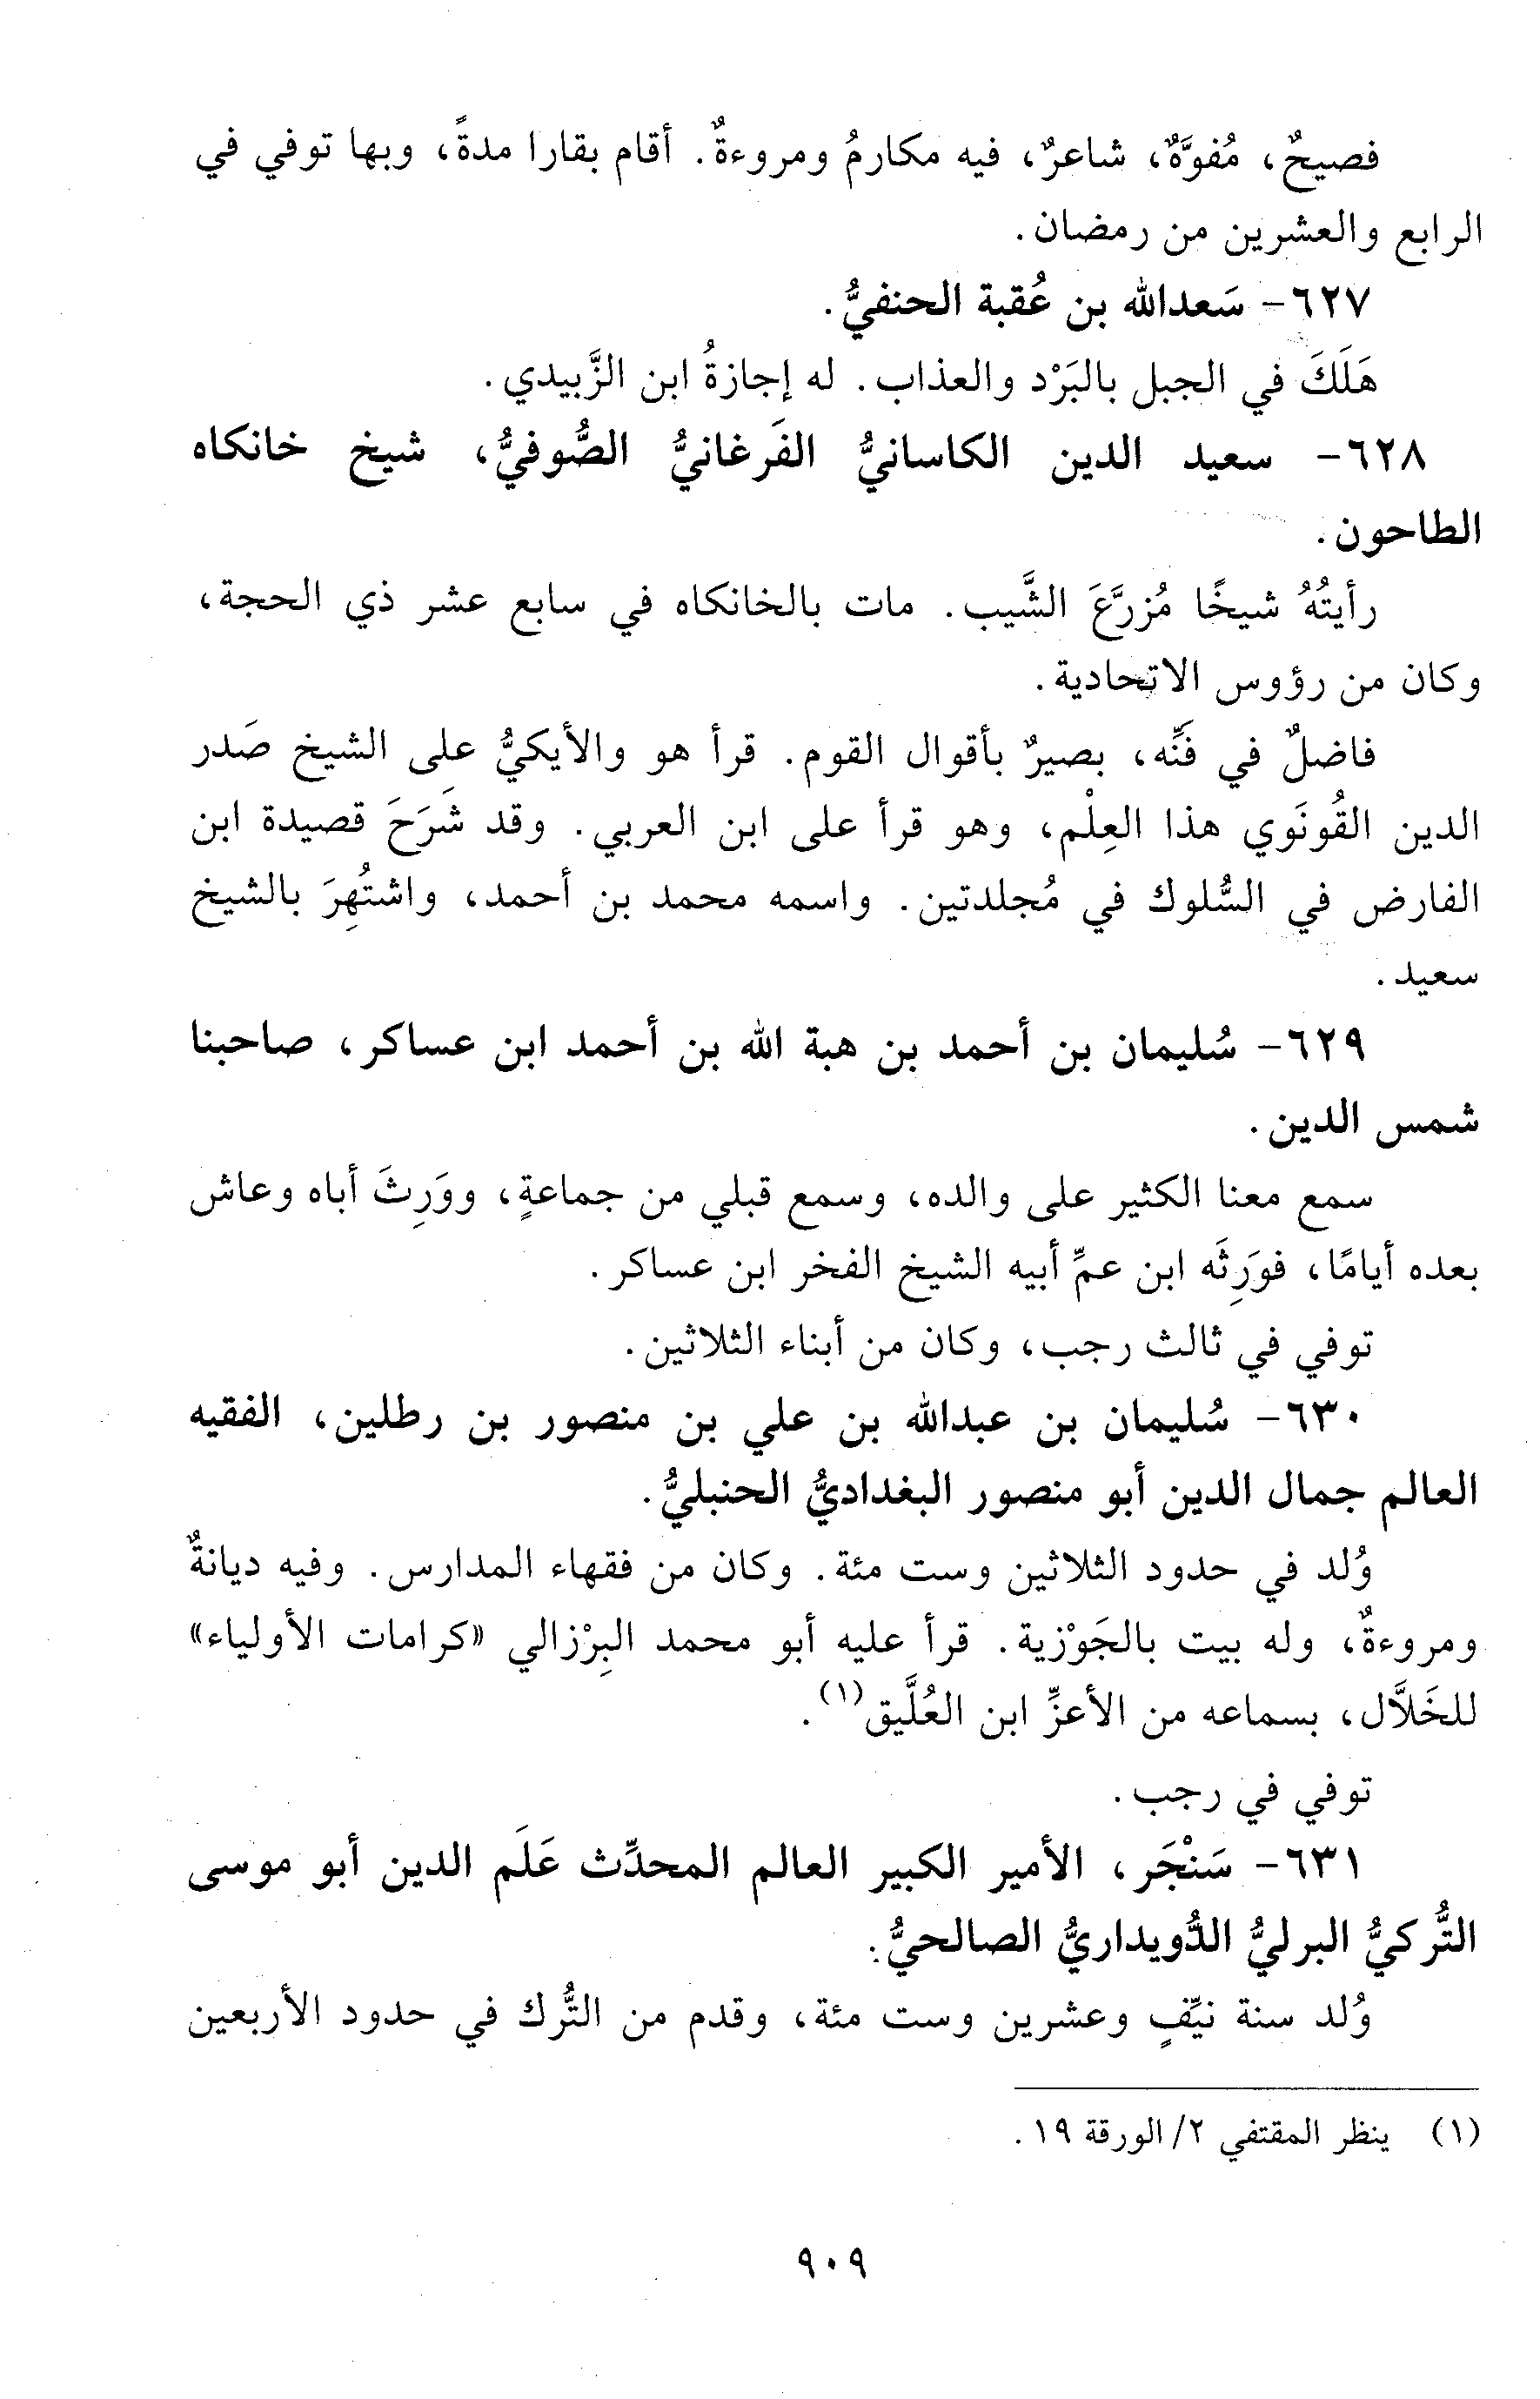 فصيحٌ، مُفوَّهٌ، شاعرٌ، فيه مكارمُ ومروءةٌ. أقام بقارا مدةً، وبها توفي في
الرابع والعشرين من رمضان.
٦٢٧- سَعدالله بن عُقبة الحنفيُّ.
هَلَكَ في الجبل بالبَرْد والعذاب. له إجازةُ ابن الزَّبيدي.
٦٢٨- سعيد الدين الكاسانيُّ الفَرغانيُّ الصُّوفيُّ، شيخ خانكاه
الطاحون.
رأيتُهُ شيخًا مُزرَّعَ الشَّيب. مات بالخانكاه في سابع عشر ذي الحجة،
وكان من رؤوس الاتحادية.
فاضلٌ في فنِّه، بصيرٌ بأقوال القوم. قرأ هو والأيكيُّ على الشيخ صَدر
الدين القُونَوي هذا العِلْم، وهو قرأ على ابن العربي. وقد شَرَحَ قصيدة ابن
الفارض في السُّلوك في مُجلدتين. واسمه محمد بن أحمد، واشتُهِرَ بالشيخ
سعيد.
٦٢٩- سُليمان بن أحمد بن هبة الله بن أحمد ابن عساكر، صاحبنا
شمس الدين.
سمع معنا الكثير على والده، وسمع قبلي من جماعةٍ، ووَرِثَ أباه وعاش
بعده أيامًا، فوَرِثَه ابن عمِّ أبيه الشيخ الفخر ابن عساكر.
توفي في ثالث رجب، وكان من أبناء الثلاثين.
٦٣٠- سُليمان بن عبدالله بن علي بن منصور بن رطلين، الفقيه
العالم جمال الدين أبو منصور البغداديُّ الحنبليُّ.
وُلد في حدود الثلاثين وست مئة. وكان من فقهاء المدارس. وفيه ديانةٌ
ومروءةٌ، وله بيت بالجَوْزية. قرأ عليه أبو محمد البِرْزالي «كرامات الأولياء»
للخَلاَّل، بسماعه من الأعزِّ ابن العُلَّيق(١).
توفي في رجب.
٦٣١- سَنْجَر، الأمير الكبير العالم المحدِّث عَلَم الدين أبو موسى
التُّركيُّ البرليُّ الدُّويداريُّ الصالحيُّ.
وُلد سنة نيِّفٍ وعشرين وست مئة، وقدم من التُّرك في حدود الأربعين
(١) ينظر المقتفي ٢/ الورقة ١٩.
٩٠٩